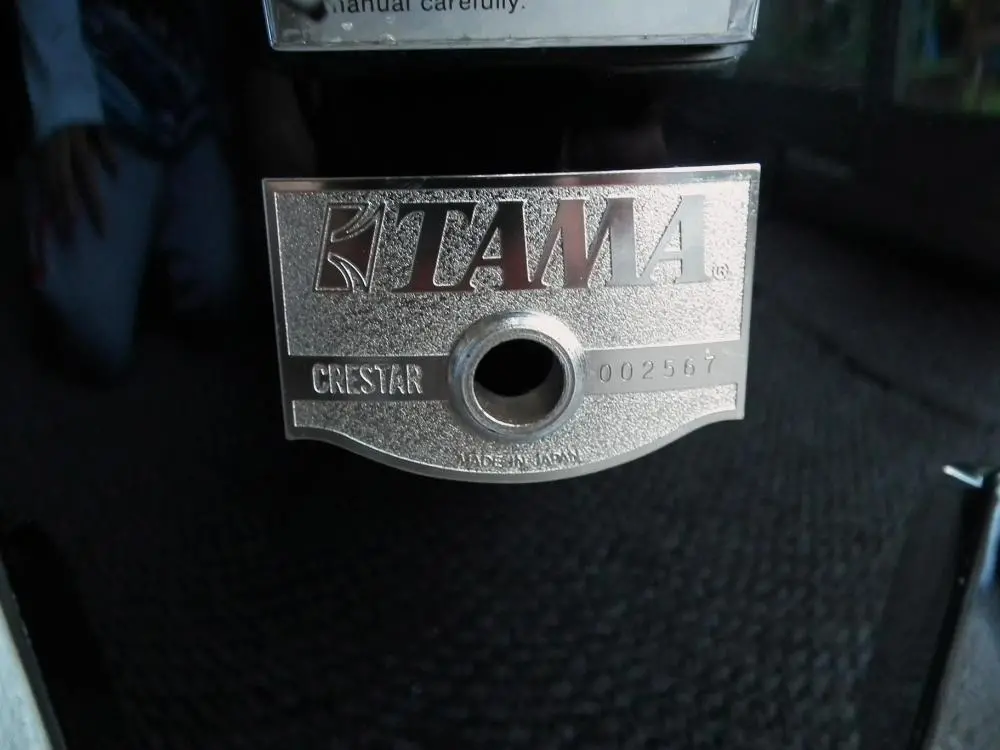 manual carefully.
TAMA®
CRESTAR 002567
MADE IN JAPAN